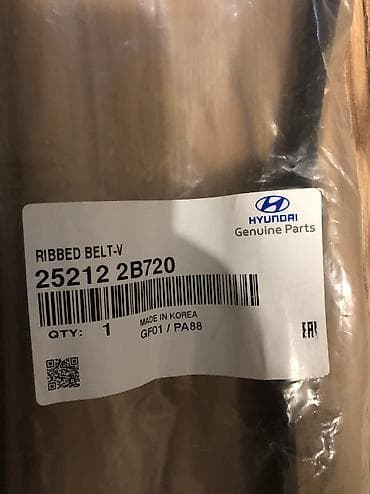 HYUNDAI
Genuine Parts
RIBBED BELT-V
25212 2B720
MADE IN KOREA
QTY: 1 GF01 / PA88
EAC